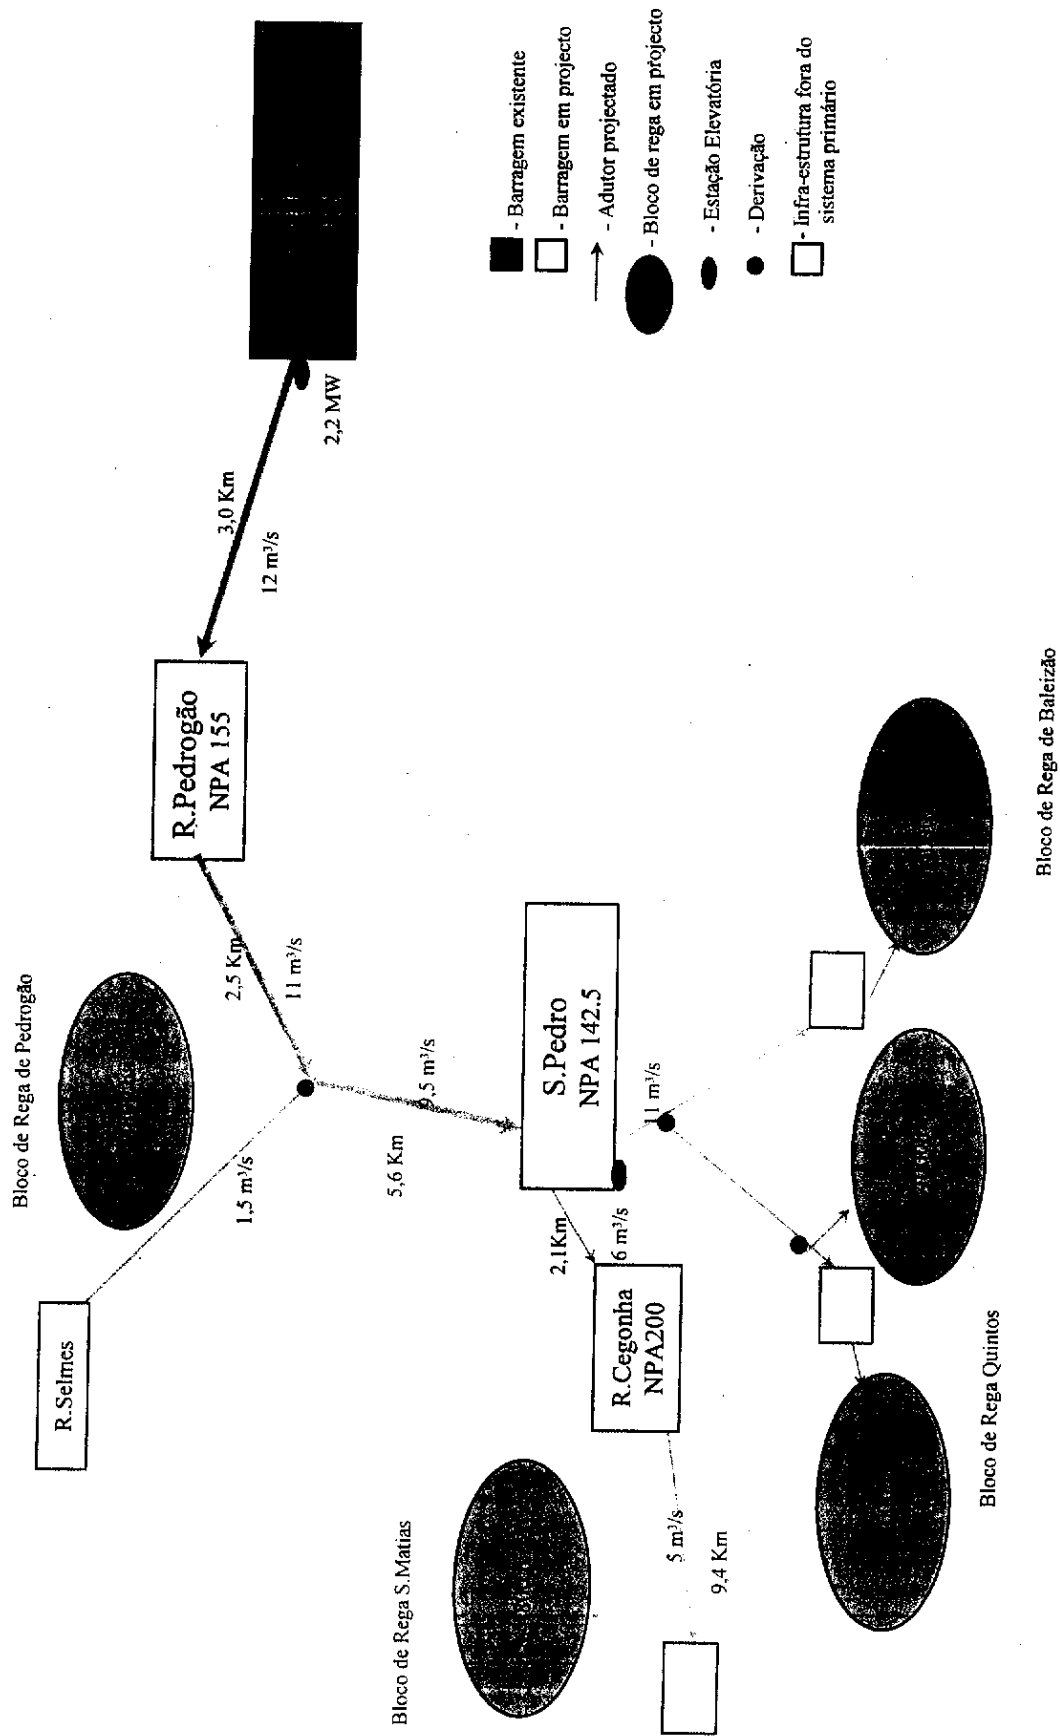 Bloco de Rega de Pedrogão
R.Selmes
1,5 m³/s
2,5 Km
11 m³/s
R.Pedrogão
NPA 155
3,0 Km
12 m³/s
2,2 MW
5,6 Km
9,5 m³/s
S.Pedro
NPA 142.5
2,1Km
6 m³/s
11 m³/s
R.Cegonha
NPA200
Bloco de Rega S.Matias
5 m³/s
9,4 Km
Bloco de Rega Quintos
Bloco de Rega de Baleizão
- Barragem existente
- Barragem em projecto
- Adutor projectado
- Bloco de rega em projecto
- Estação Elevatória
- Derivação
- Infra-estrutura fora do
sistema primário